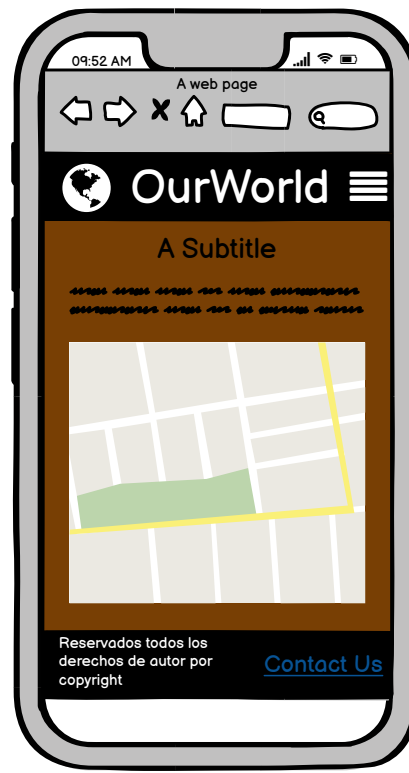 09:52 AM
A web page
OurWorld
A Subtitle
Reservados todos los
derechos de autor por
copyright
Contact Us